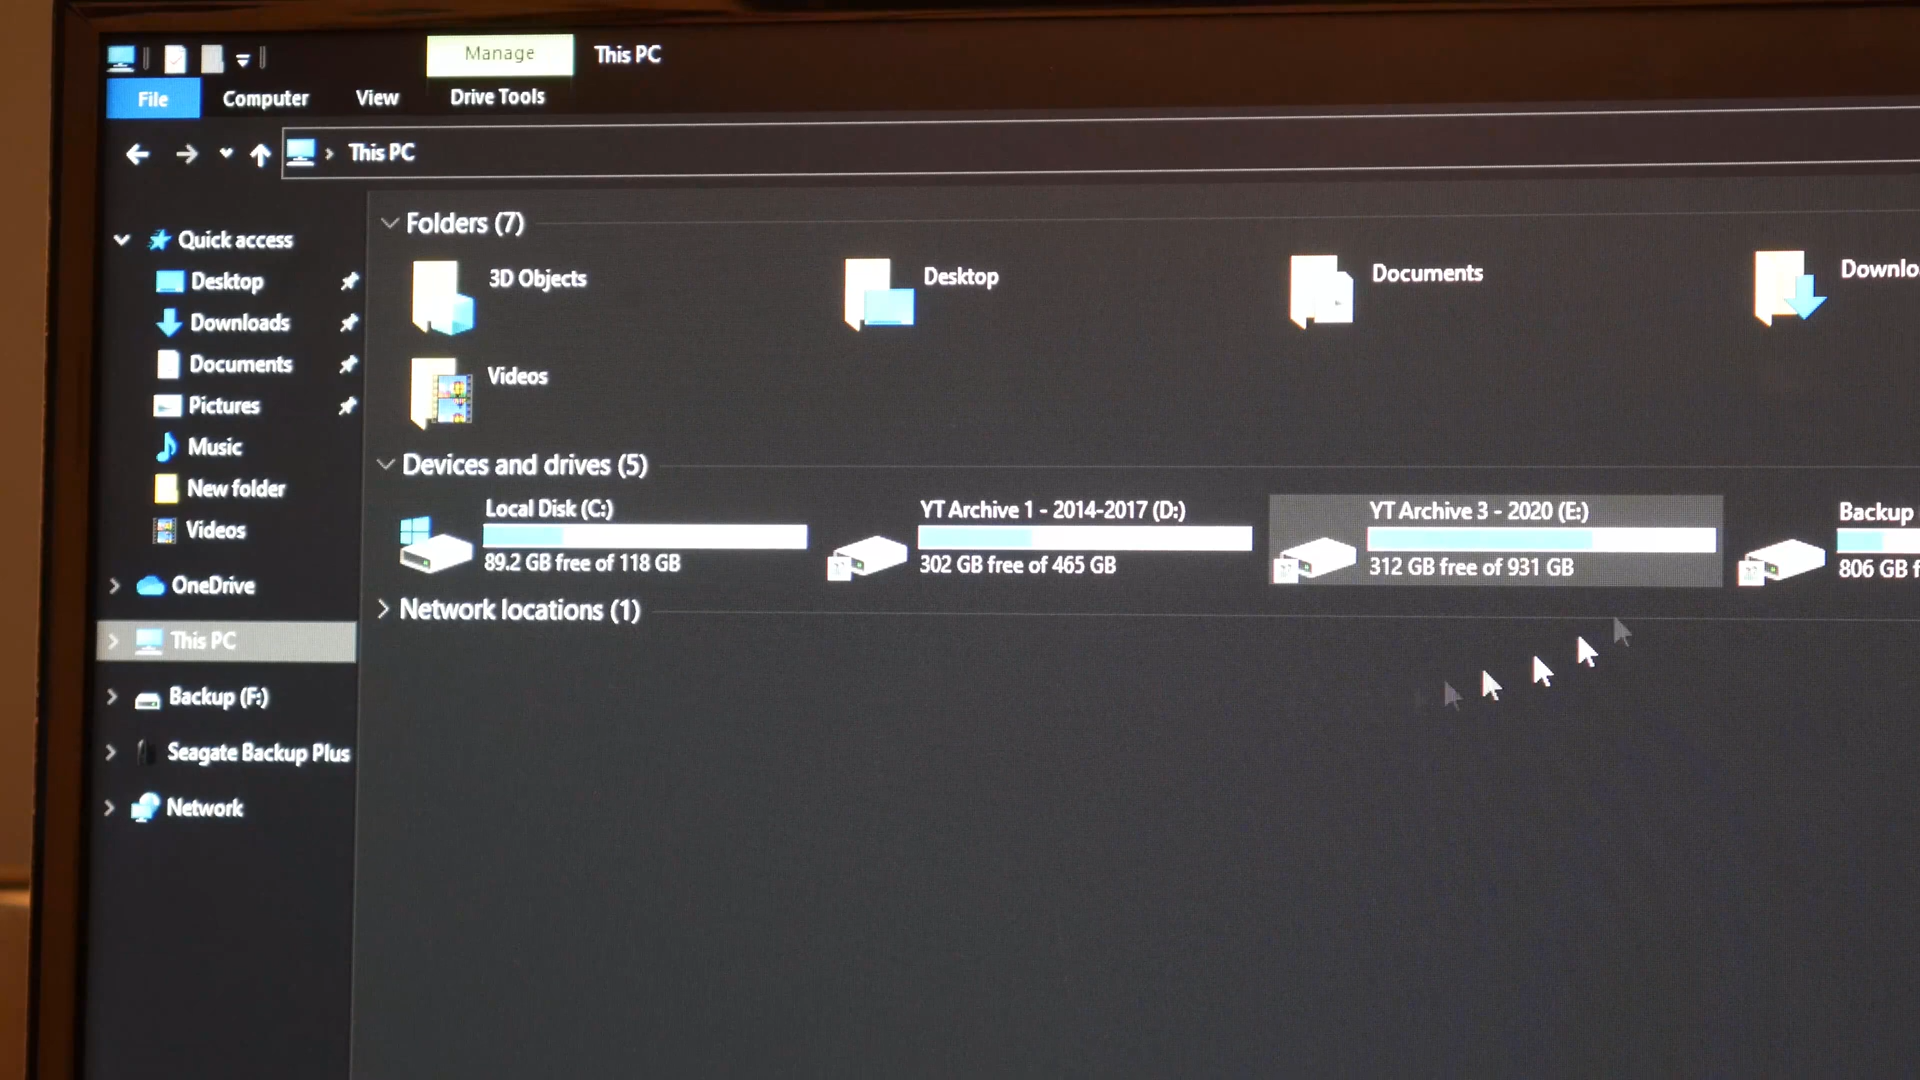 Manage This PC
File Computer View Drive Tools
This PC
Quick access
Desktop
Downloads
Documents
Pictures
Music
New folder
Videos
OneDrive
This PC
Backup (F:)
Seagate Backup Plus
Network
Folders (7)
3D Objects Desktop Documents Downlo
Videos
Devices and drives (5)
Local Disk (C:) YT Archive 1 - 2014-2017 (D:) YT Archive 3 - 2020 (E:) Backup
89.2 GB free of 118 GB 302 GB free of 465 GB 312 GB free of 931 GB 806 GB f
Network locations (1)